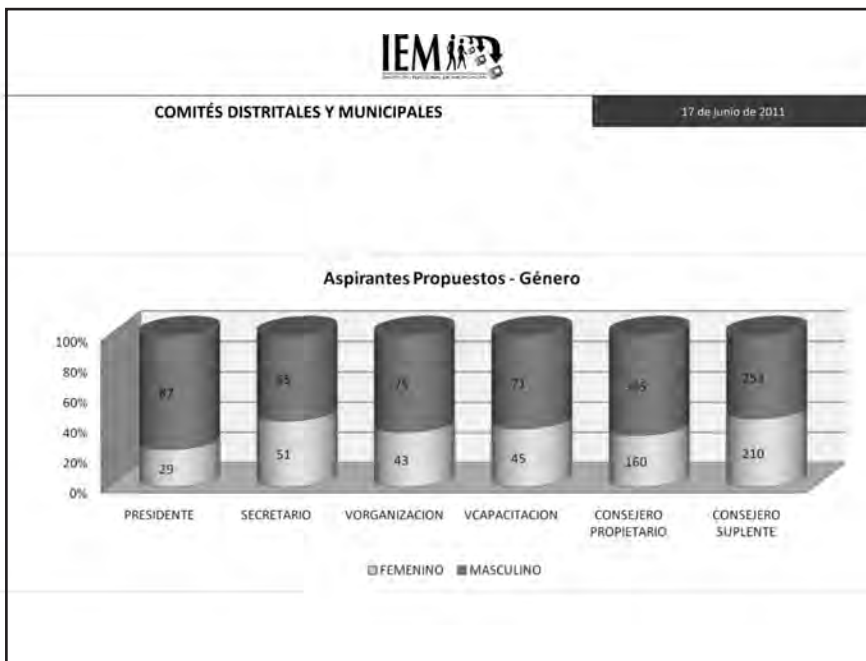 IEM
COMITÉS DISTRITALES Y MUNICIPALES
17 de Junio de 2011
Aspirantes Propuestos - Género
100%
80%
60%
40%
20%
0%
87
65
75
71
253
29
51
43
45
160
210
PRESIDENTE
SECRETARIO
VORGANIZACION
VCAPACITACION
CONSEJERO PROPIETARIO
CONSEJERO SUPLENTE
FEMENINO
MASCULINO